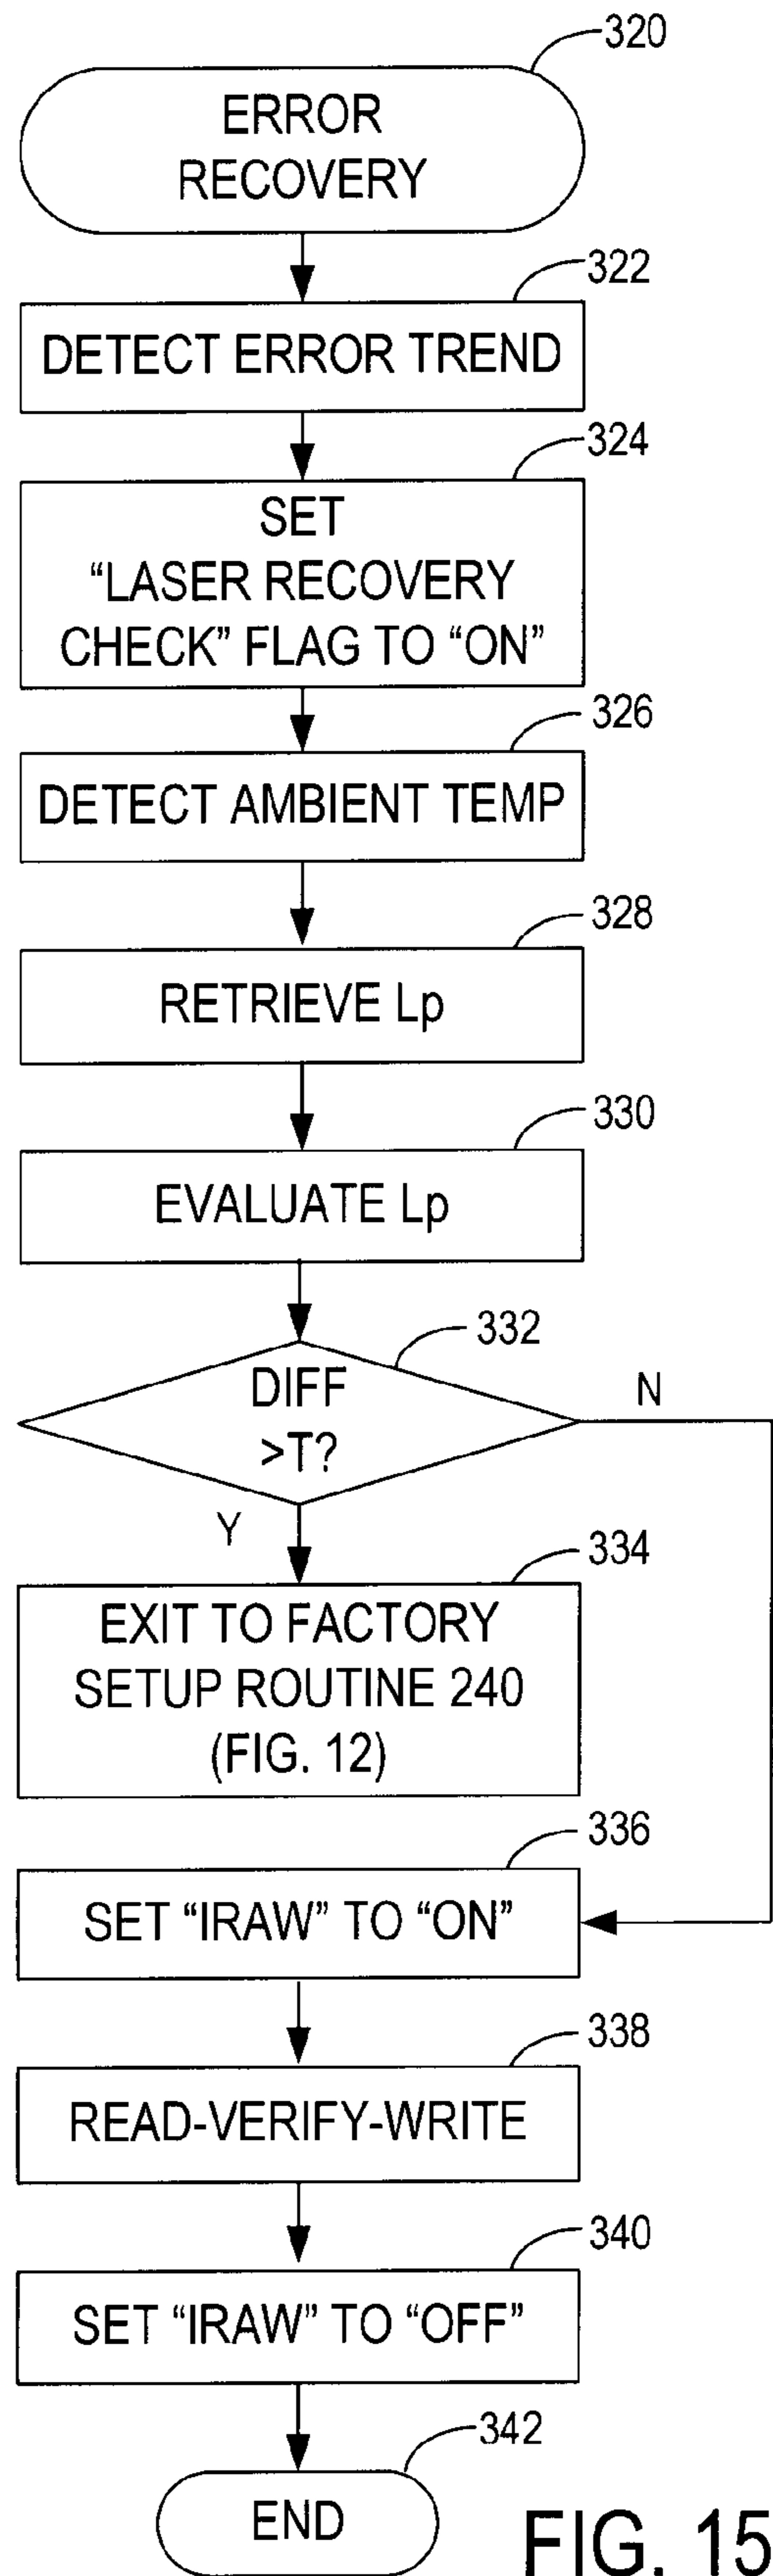 320
ERROR
RECOVERY
322
DETECT ERROR TREND
324
SET
“LASER RECOVERY
CHECK” FLAG TO “ON”
326
DETECT AMBIENT TEMP
328
RETRIEVE Lp
330
EVALUATE Lp
332
DIFF
>T?
N
Y
334
EXIT TO FACTORY
SETUP ROUTINE 240
(FIG. 12)
336
SET “IRAW” TO “ON”
338
READ-VERIFY-WRITE
340
SET “IRAW” TO “OFF”
342
END
FIG. 15